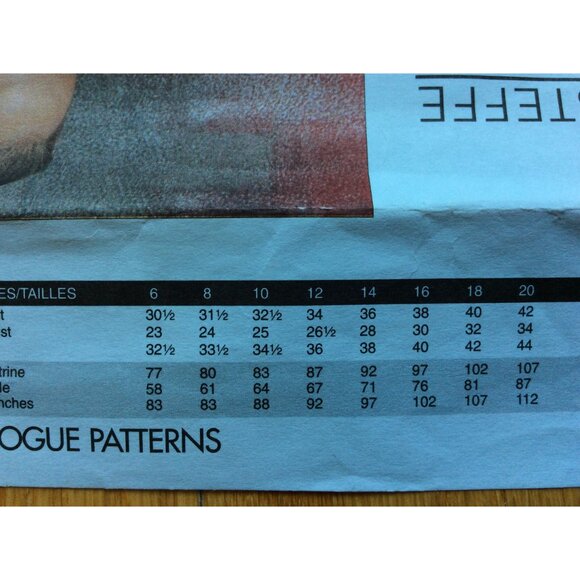 STEFFE
ES/TAILLES 6 8 10 12 14 16 18 20
t 30½ 31½ 32½ 34 36 38 40 42
st 23 24 25 26½ 28 30 32 34
32½ 33½ 34½ 36 38 40 42 44
trine 77 80 83 87 92 97 102 107
le 58 61 64 67 71 76 81 87
nches 83 83 88 92 97 102 107 112
OGUE PATTERNS